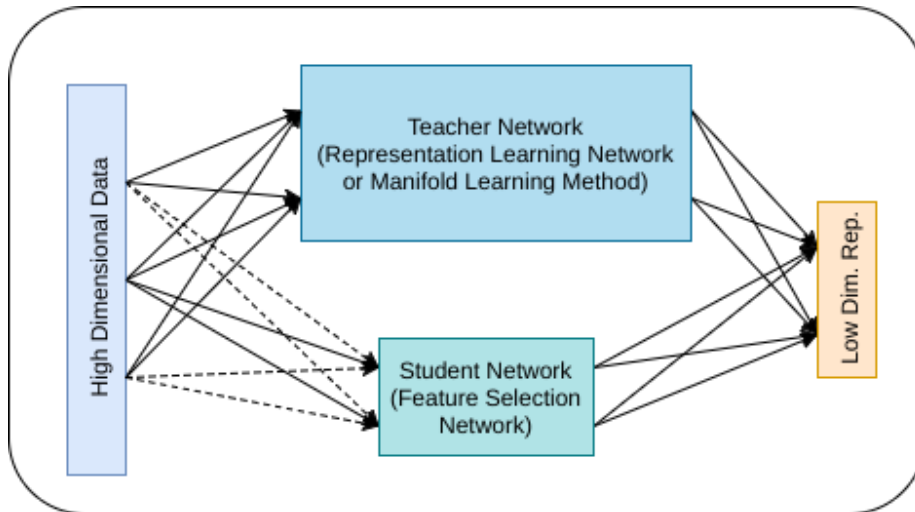 High Dimensional Data
Teacher Network
(Representation Learning Network
or Manifold Learning Method)
Student Network
(Feature Selection
Network)
Low Dim. Rep.